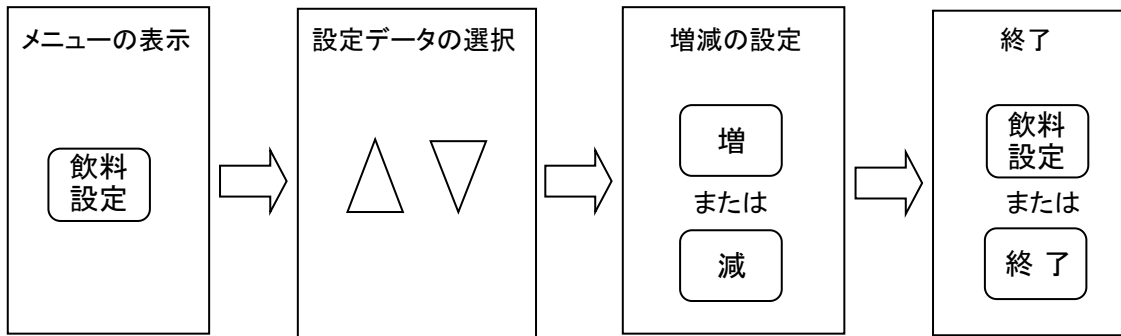 メニューの表示
飲料
設定
設定データの選択
増減の設定
増
または
減
終了
飲料
設定
または
終 了